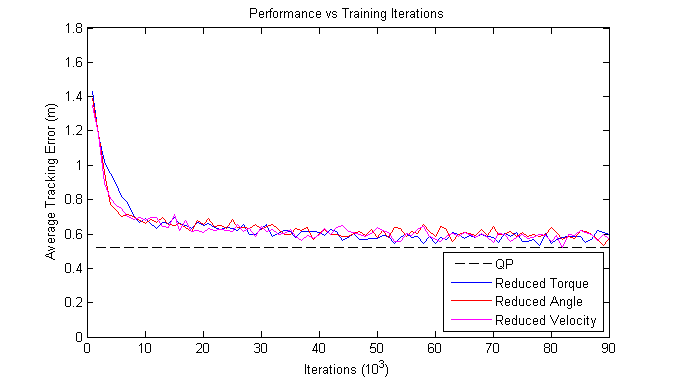 Performance vs Training Iterations
Average Tracking Error (m)
1.8
1.6
1.4
1.2
1
0.8
0.6
0.4
0.2
0
QP
Reduced Torque
Reduced Angle
Reduced Velocity
0 10 20 30 40 50 60 70 80 90
Iterations (10^3)